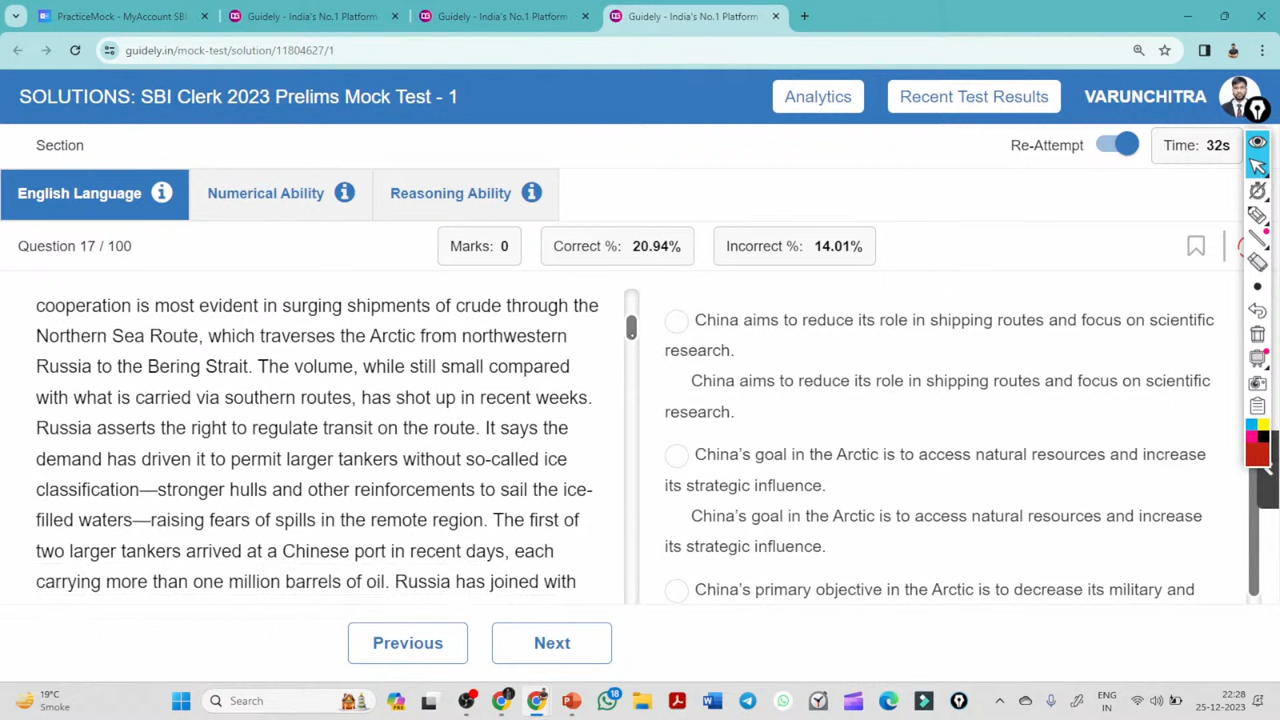 PracticeMock - MyAccount SBI
Guidely - India's No.1 Platform
Guidely - India's No.1 Platform
Guidely - India's No.1 Platform
guidely.in/mock-test/solution/11804627/1
SOLUTIONS: SBI Clerk 2023 Prelims Mock Test - 1
Analytics
Recent Test Results
VARUNCHITRA
Section
Re-Attempt
Time: 32s
English Language
Numerical Ability
Reasoning Ability
Question 17 / 100
Marks: 0
Correct %: 20.94%
Incorrect %: 14.01%
cooperation is most evident in surging shipments of crude through the
Northern Sea Route, which traverses the Arctic from northwestern
Russia to the Bering Strait. The volume, while still small compared
with what is carried via southern routes, has shot up in recent weeks.
Russia asserts the right to regulate transit on the route. It says the
demand has driven it to permit larger tankers without so-called ice
classification—stronger hulls and other reinforcements to sail the ice-
filled waters—raising fears of spills in the remote region. The first of
two larger tankers arrived at a Chinese port in recent days, each
carrying more than one million barrels of oil. Russia has joined with
China aims to reduce its role in shipping routes and focus on scientific
research.
China aims to reduce its role in shipping routes and focus on scientific
research.
China's goal in the Arctic is to access natural resources and increase
its strategic influence.
China's goal in the Arctic is to access natural resources and increase
its strategic influence.
China's primary objective in the Arctic is to decrease its military and
Previous
Next
19°C
Smoke
Search
18
ENG
IN
22:28
25-12-2023